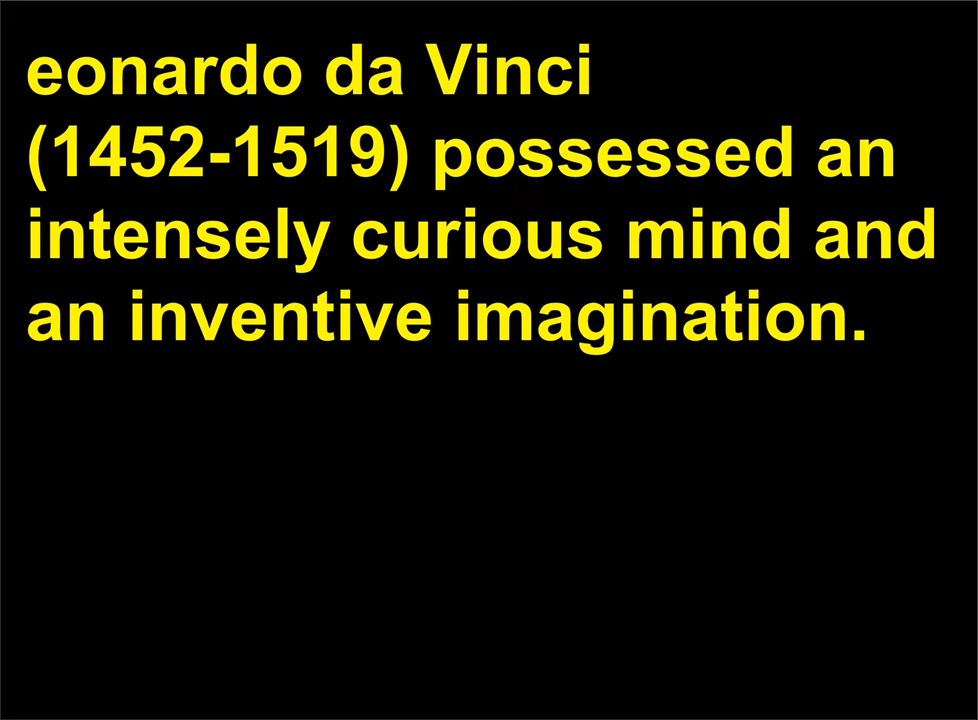 eonardo da Vinci
(1452-1519) possessed an
intensely curious mind and
an inventive imagination.